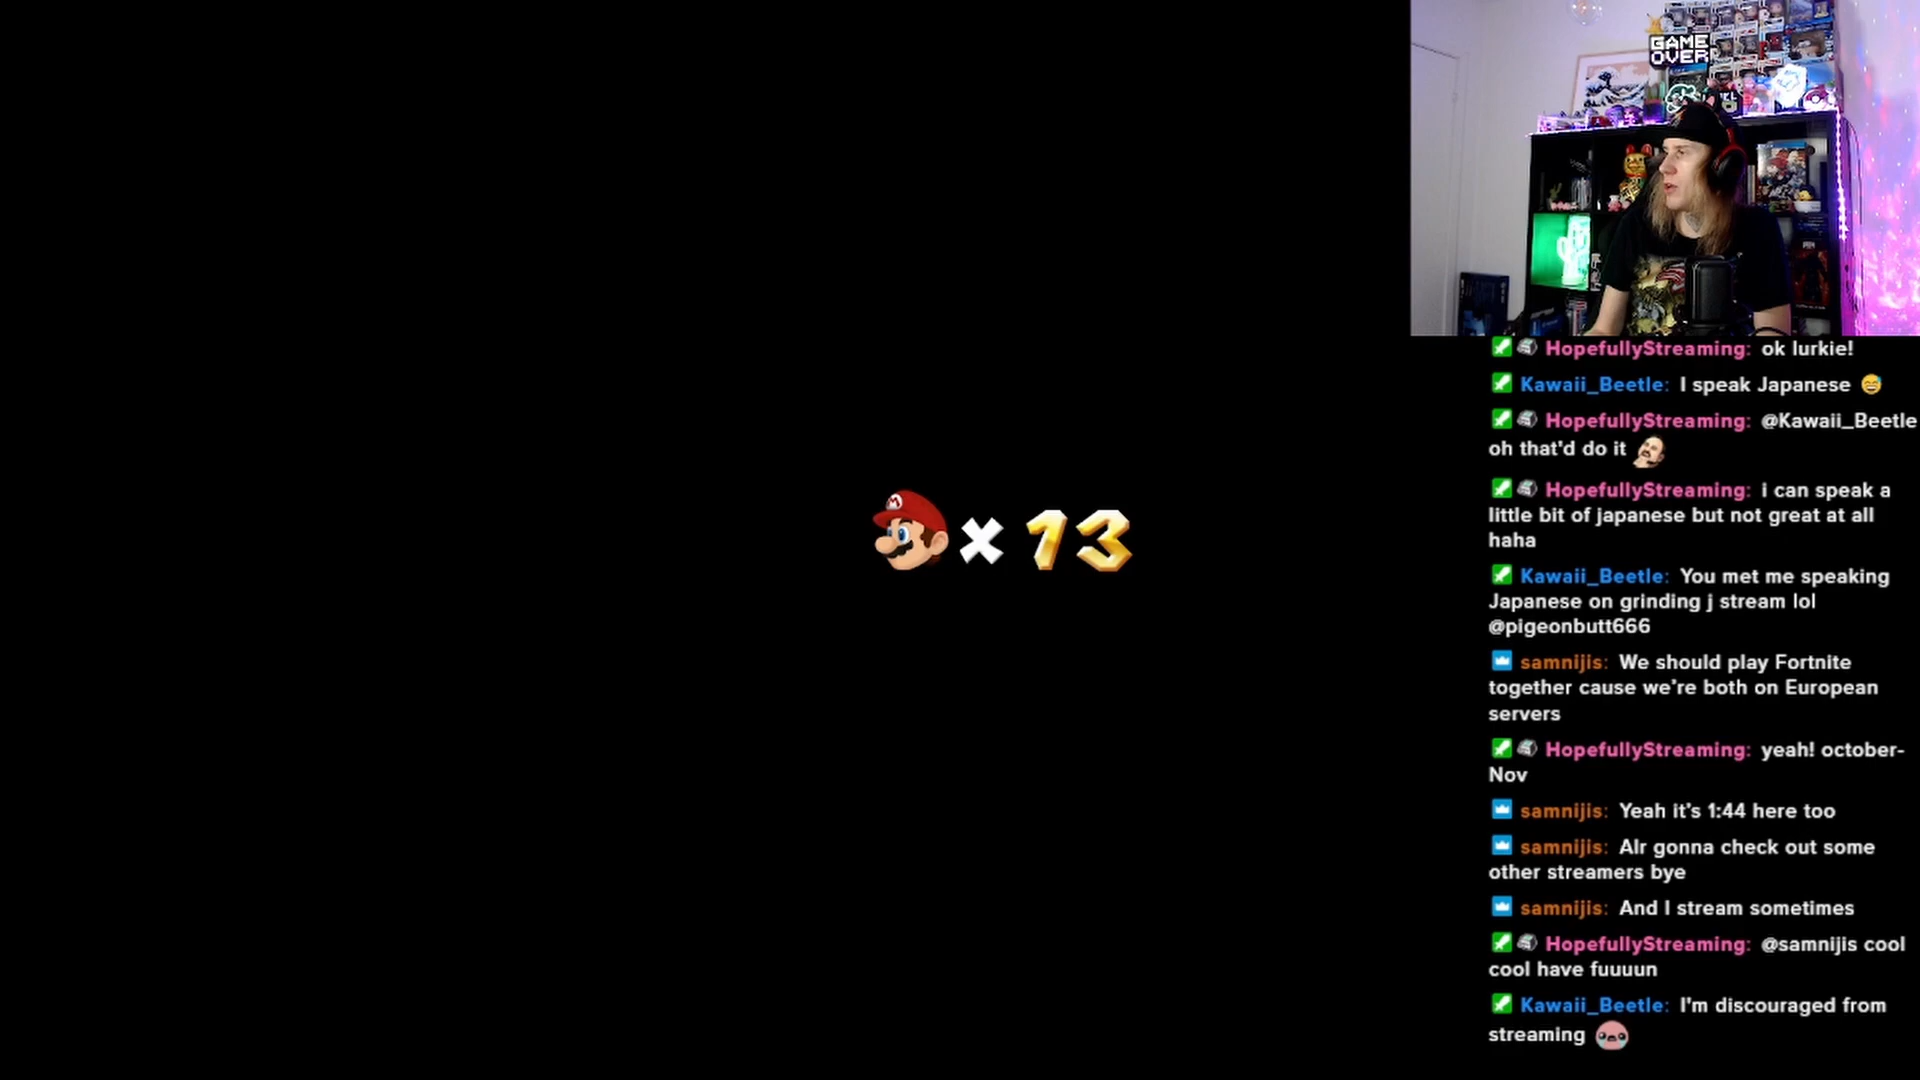 GAME
OVER
M
× 13
HopefullyStreaming: ok lurkie!
Kawaii_Beetle: I speak Japanese 😅
HopefullyStreaming: @Kawaii_Beetle
oh that'd do it
HopefullyStreaming: i can speak a
little bit of japanese but not great at all
haha
Kawaii_Beetle: You met me speaking
Japanese on grinding j stream lol
@pigeonbutt666
samnijis: We should play Fortnite
together cause we're both on European
servers
HopefullyStreaming: yeah! october-
Nov
samnijis: Yeah it's 1:44 here too
samnijis: Alr gonna check out some
other streamers bye
samnijis: And I stream sometimes
HopefullyStreaming: @samnijis cool
cool have fuuuun
Kawaii_Beetle: I'm discouraged from
streaming